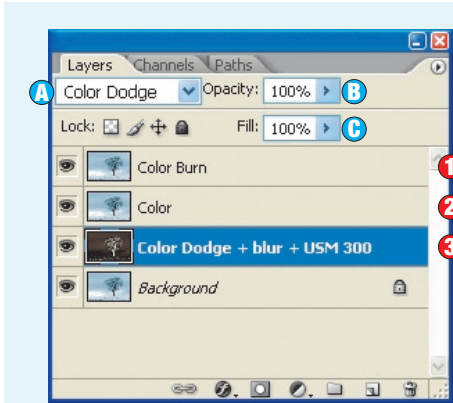 Layers Channels Paths
A Color Dodge Opacity: 100% B
Lock: Fill: 100% C
Color Burn 1
Color 2
Color Dodge + blur + USM 300 3
Background